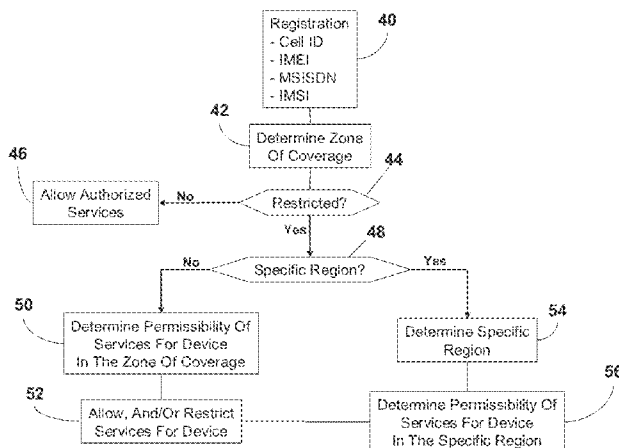 Registration
- Cell ID
- IMEI
- MSISDN
- IMSI
40
42
Determine Zone
Of Coverage
46
44
Allow Authorized
Services
No
Restricted?
Yes
48
No
Specific Region?
Yes
50
Determine Permissibility Of
Services For Device
In The Zone Of Coverage
54
Determine Specific
Region
52
Allow, And/Or Restrict
Services For Device
56
Determine Permissibility Of
Services For Device
In The Specific Region